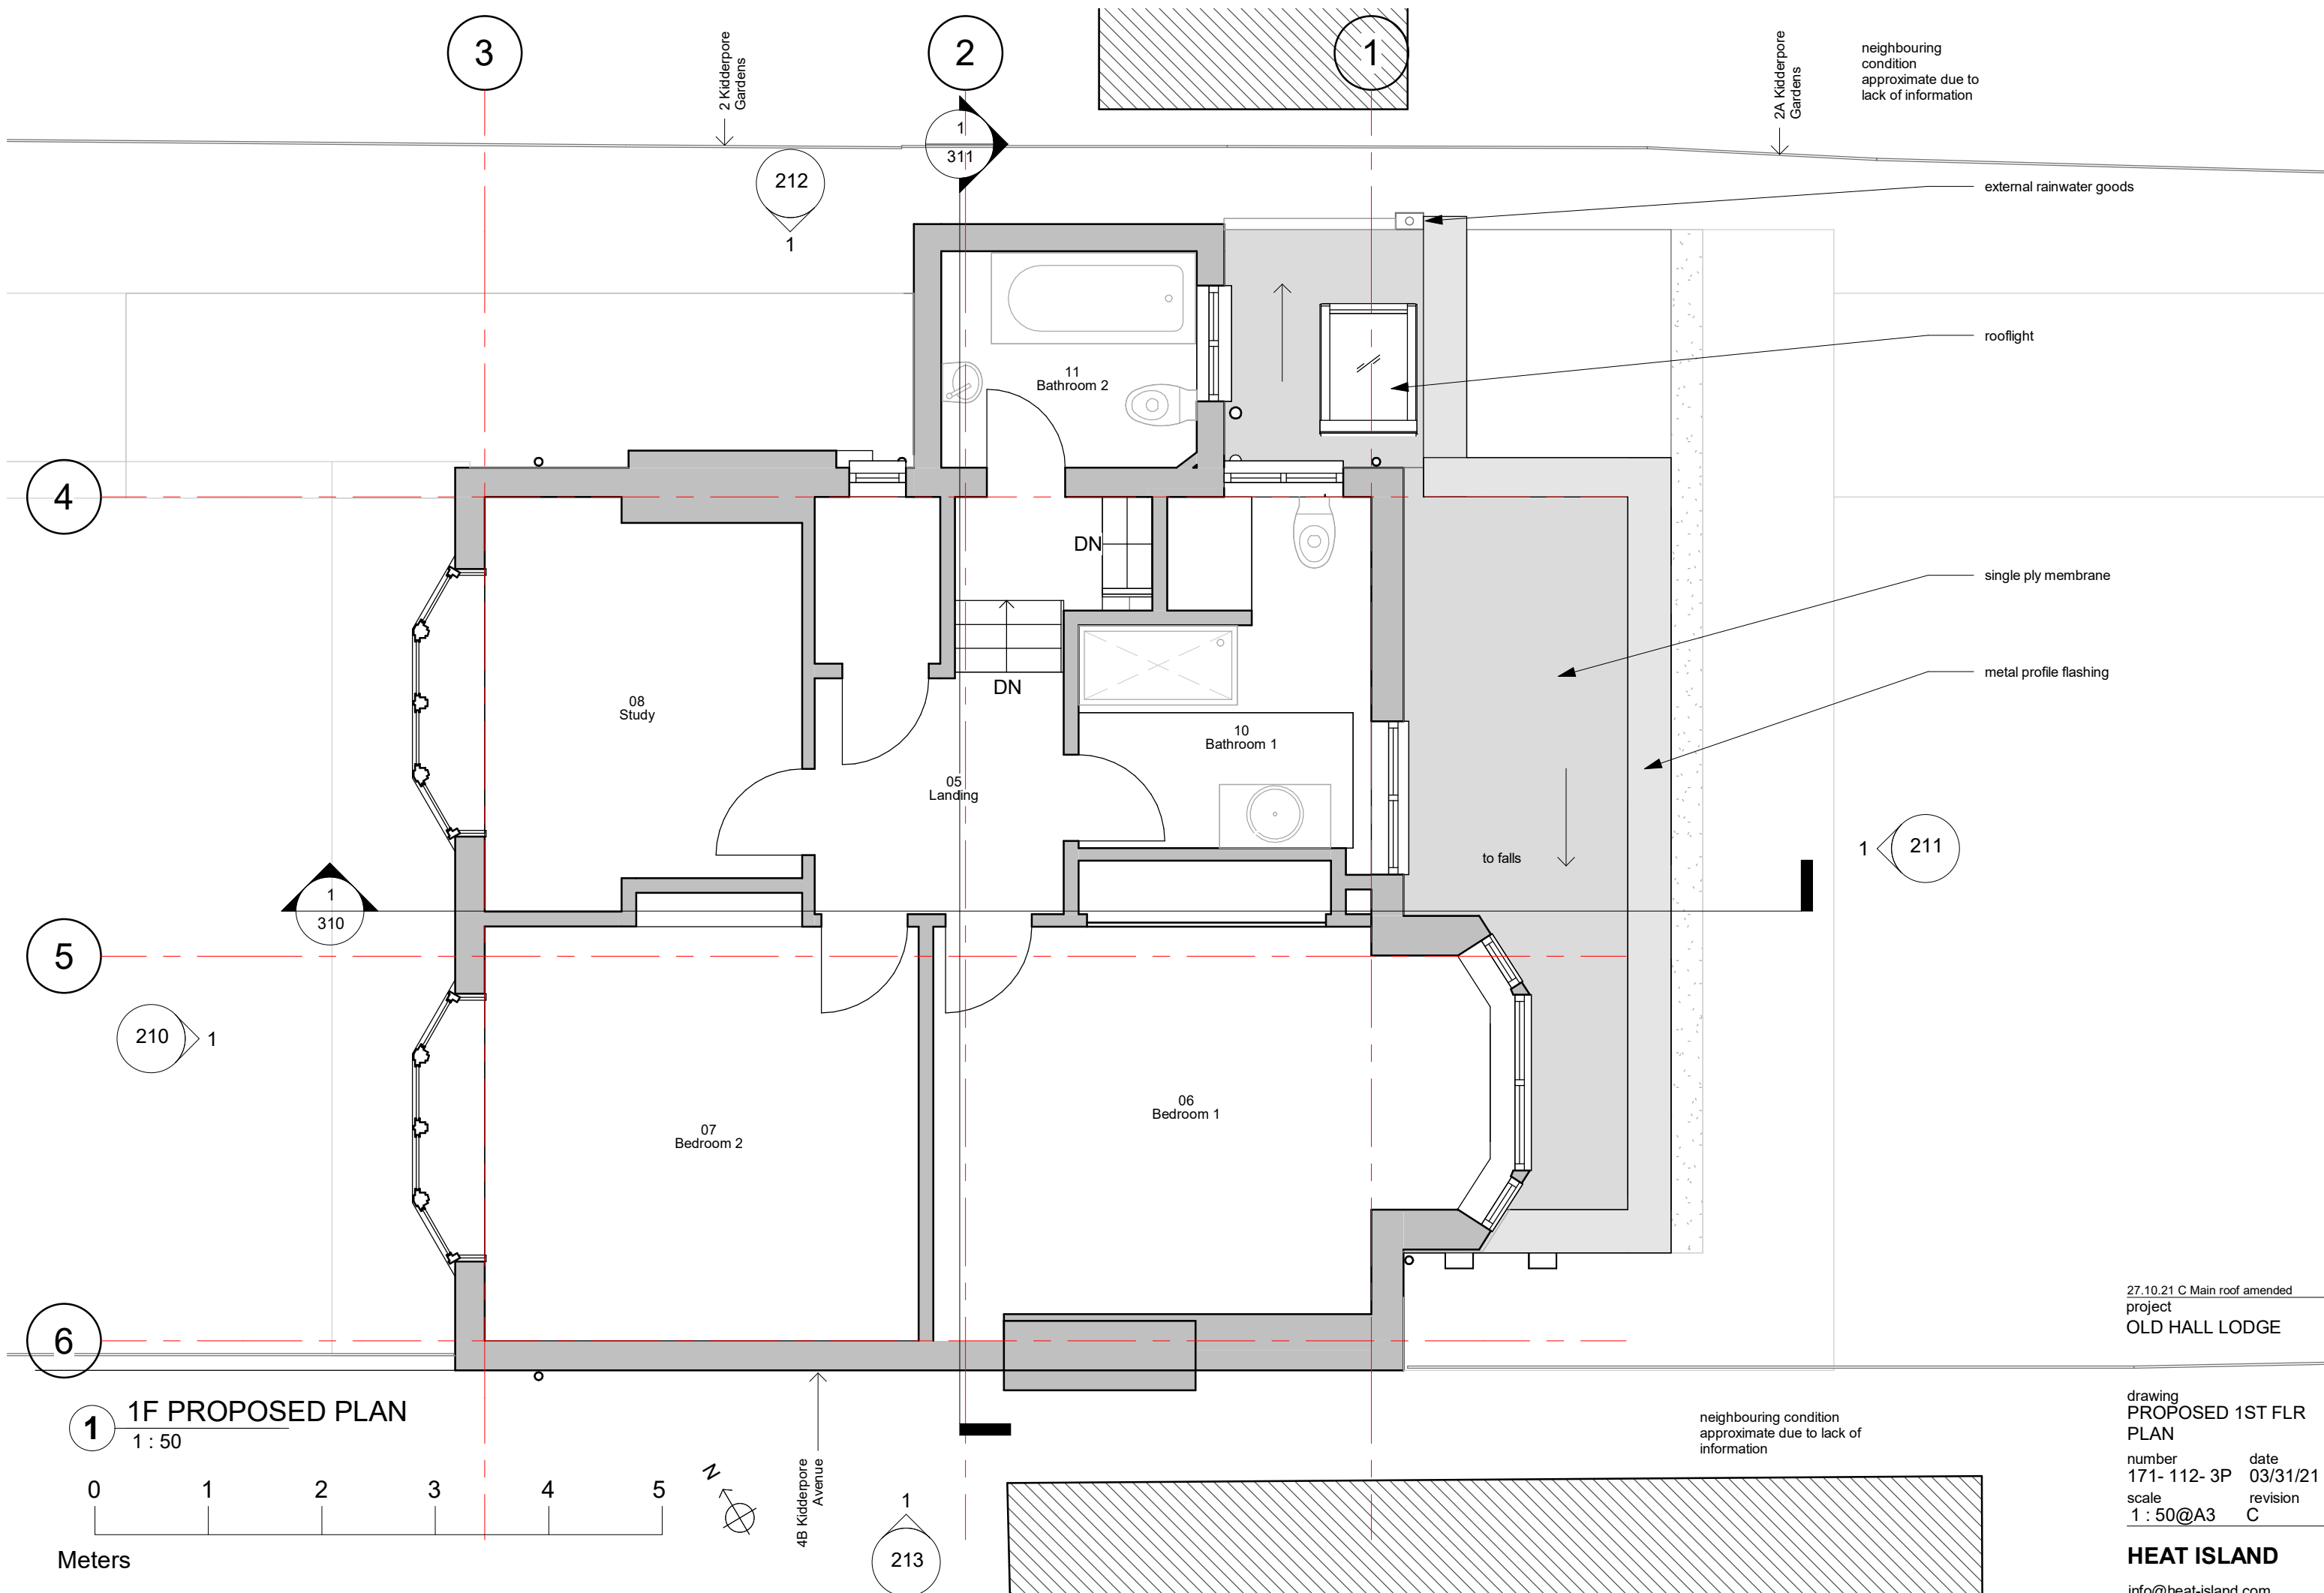 3
2
1
2 Kidderpore
Gardens
2A Kidderpore
Gardens
neighbouring
condition
approximate due to
lack of information
1
311
212
1
external rainwater goods
rooflight
11
Bathroom 2
4
DN
single ply membrane
DN
metal profile flashing
08
Study
10
Bathroom 1
05
Landing
to falls
1
211
1
310
5
210
1
06
Bedroom 1
07
Bedroom 2
6
27.10.21 C Main roof amended
project
OLD HALL LODGE
1
1F PROPOSED PLAN
1 : 50
0
1
2
3
4
5
Meters
N
4B Kidderpore
Avenue
1
213
neighbouring condition
approximate due to lack of
information
drawing
PROPOSED 1ST FLR
PLAN
number date
171- 112- 3P 03/31/21
scale revision
1 : 50@A3 C
HEAT ISLAND
info@heat-island.com